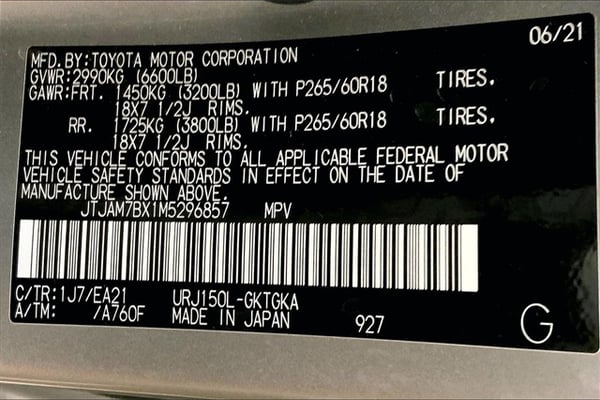 06/21
MFD.BY:TOYOTA MOTOR CORPORATION
GVWR:2990KG (6600LB)
GAWR:FRT. 1450KG (3200LB) WITH P265/60R18 TIRES.
18X7 1/2J RIMS.
RR. 1725KG (3800LB) WITH P265/60R18 TIRES.
18X7 1/2J RIMS.
THIS VEHICLE CONFORMS TO ALL APPLICABLE FEDERAL MOTOR
VEHICLE SAFETY STANDARDS IN EFFECT ON THE DATE OF
MANUFACTURE SHOWN ABOVE.
JTJAM7BX1M5296857 MPV
C/TR:1J7/EA21 URJ150L-GKTGKA
A/TM: /A760F MADE IN JAPAN 927 G